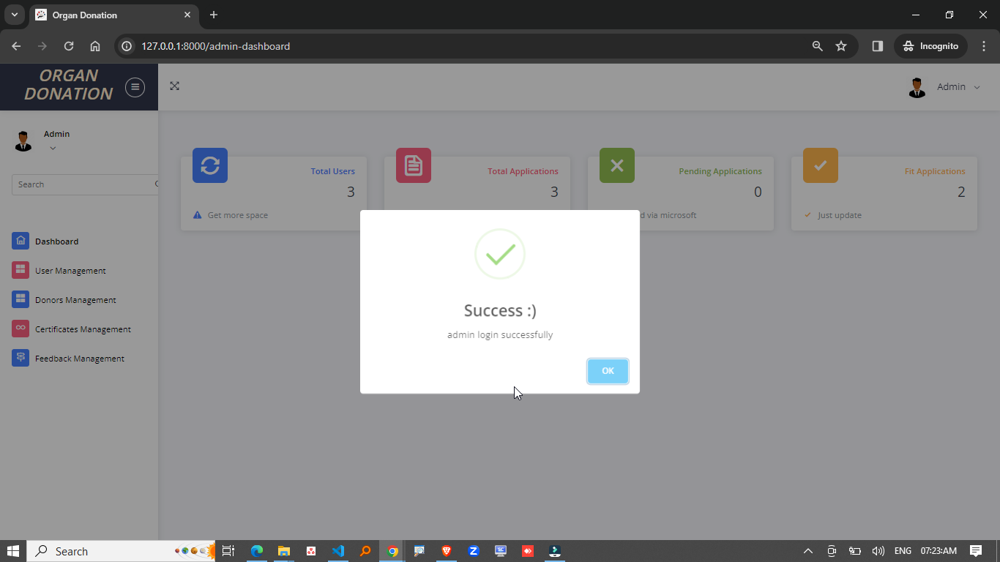 Organ Donation
127.0.0.1:8000/admin-dashboard
Incognito
ORGAN
DONATION
Admin
Admin
Search
Dashboard
User Management
Donors Management
Certificates Management
Feedback Management
Total Users
3
Get more space
Total Applications
3
Pending Applications
0
d via microsoft
Fit Applications
2
Just update
Success :)
admin login successfully
OK
Search
ENG
07:23:AM